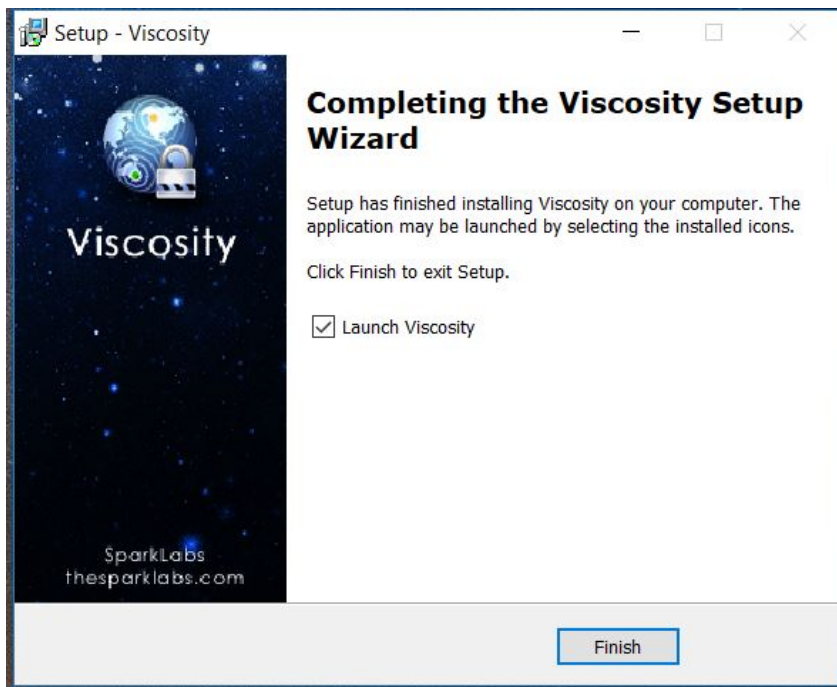 Setup - Viscosity
Completing the Viscosity Setup
Wizard
Setup has finished installing Viscosity on your computer. The
application may be launched by selecting the installed icons.
Click Finish to exit Setup.
Launch Viscosity
Viscosity
SparkLabs
thesparklabs.com
Finish